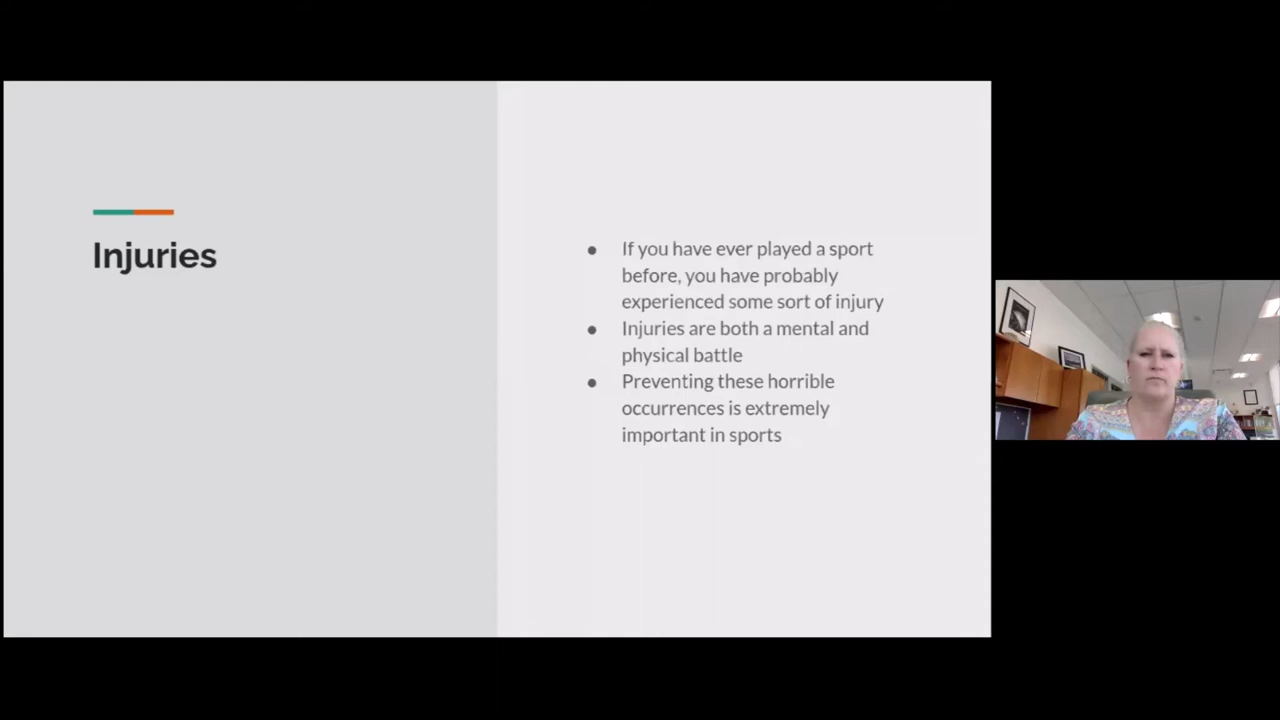 Injuries
● If you have ever played a sport
before, you have probably
experienced some sort of injury
● Injuries are both a mental and
physical battle
● Preventing these horrible
occurrences is extremely
important in sports